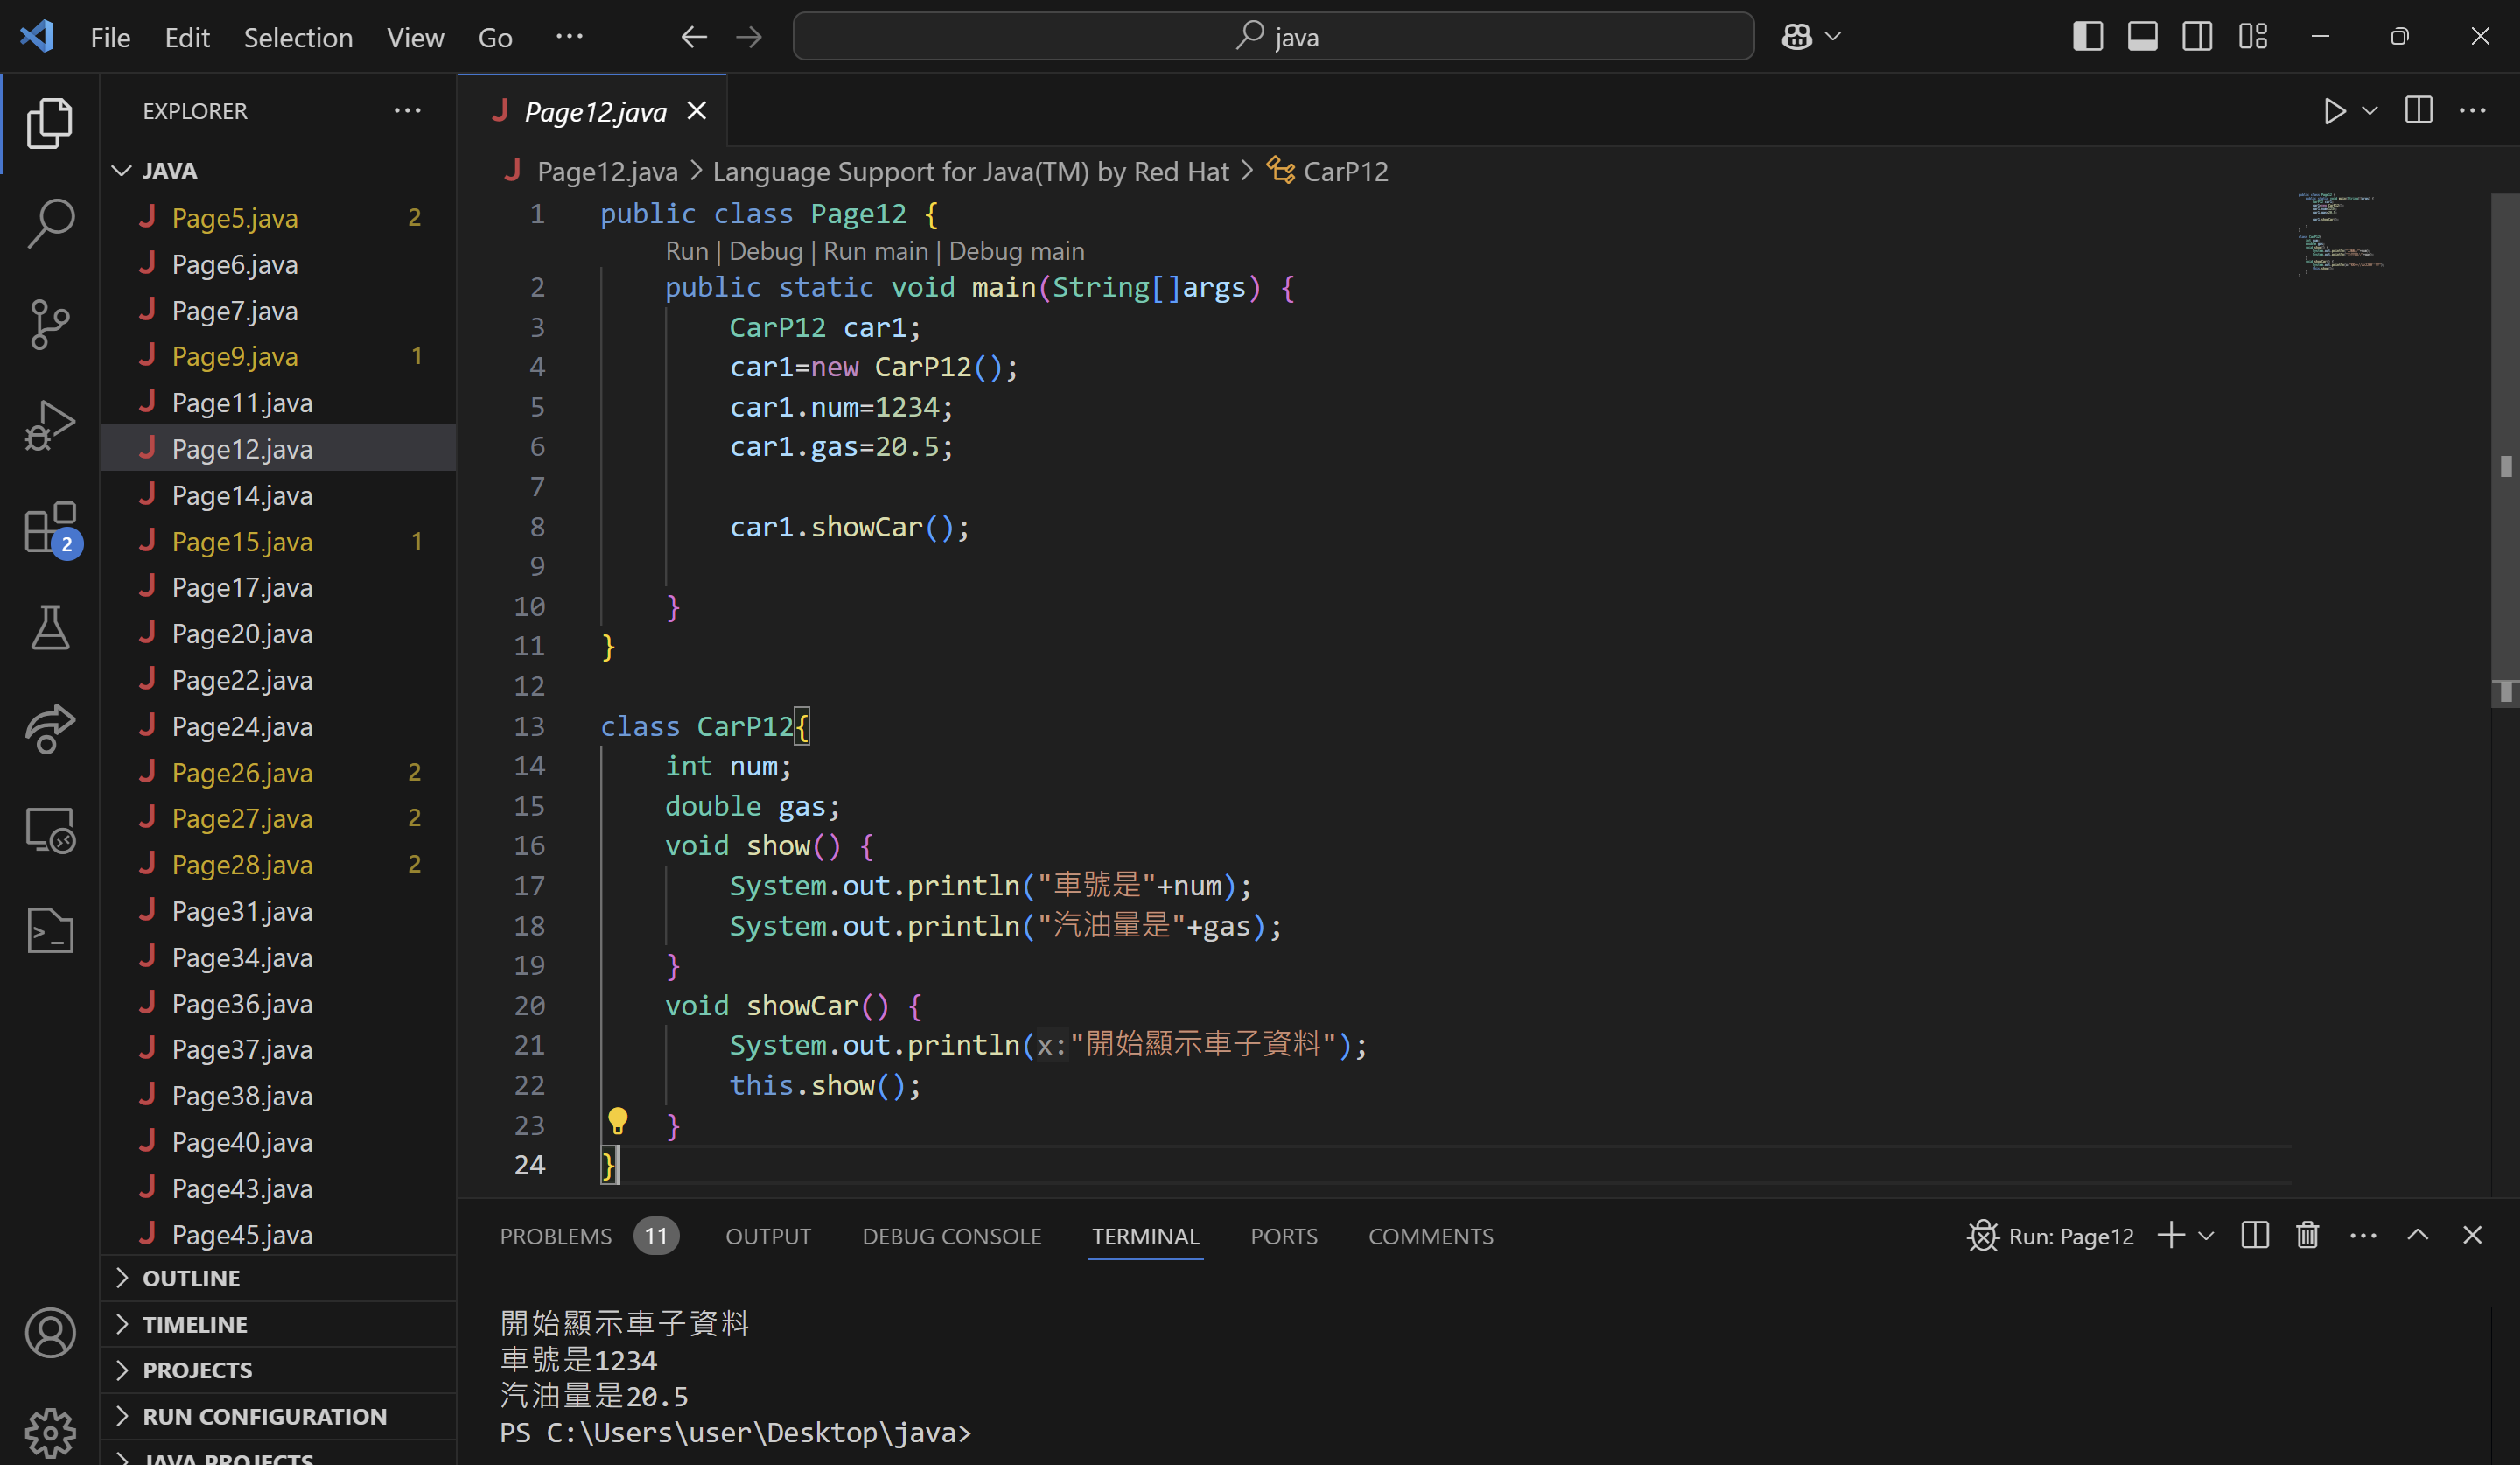 File Edit Selection View Go ···
java
EXPLORER
JAVA
Page5.java 2
Page6.java
Page7.java
Page9.java 1
Page11.java
Page12.java
Page14.java
Page15.java 1
Page17.java
Page20.java
Page22.java
Page24.java
Page26.java 2
Page27.java 2
Page28.java 2
Page31.java
Page34.java
Page36.java
Page37.java
Page38.java
Page40.java
Page43.java
Page45.java
OUTLINE
TIMELINE
PROJECTS
RUN CONFIGURATION
JAVA PROJECTS
2
Page12.java
Page12.java > Language Support for Java(TM) by Red Hat > CarP12
1 public class Page12 {
Run | Debug | Run main | Debug main
2 public static void main(String[]args) {
3 CarP12 car1;
4 car1=new CarP12();
5 car1.num=1234;
6 car1.gas=20.5;
7
8 car1.showCar();
9
10 }
11 }
12
13 class CarP12{
14 int num;
15 double gas;
16 void show() {
17 System.out.println("車號是"+num);
18 System.out.println("汽油量是"+gas);
19 }
20 void showCar() {
21 System.out.println(x:"開始顯示車子資料");
22 this.show();
23 }
24 }
PROBLEMS 11 OUTPUT DEBUG CONSOLE TERMINAL PORTS COMMENTS
Run: Page12
開始顯示車子資料
車號是1234
汽油量是20.5
PS C:\Users\user\Desktop\java>